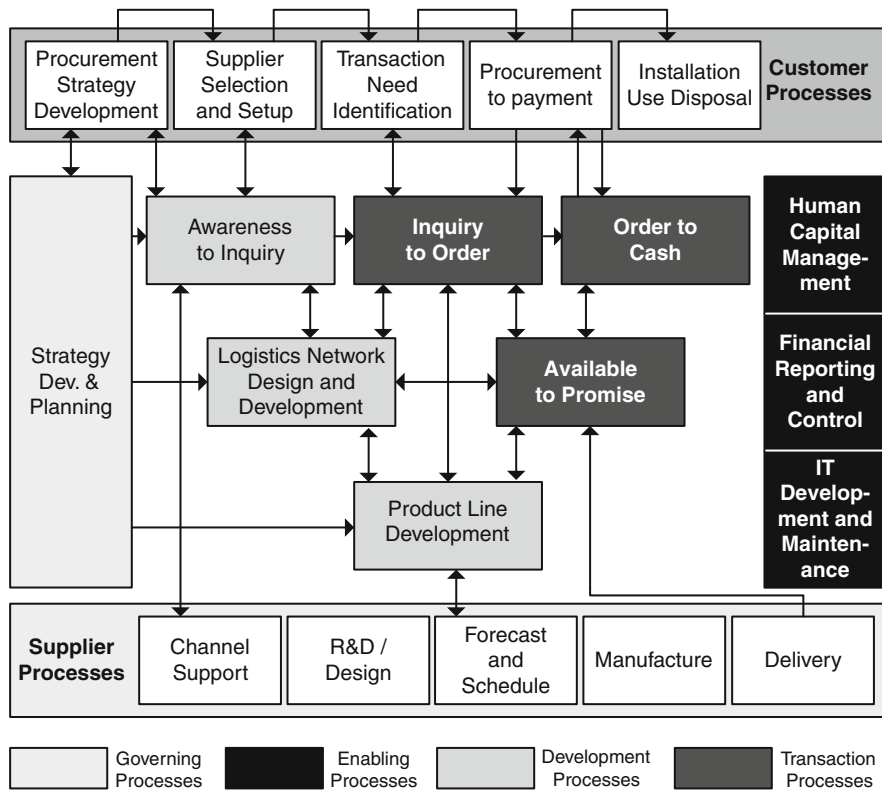 Procurement
Strategy
Development
Supplier
Selection
and Setup
Transaction
Need
Identification
Procurement
to payment
Installation
Use Disposal
Customer
Processes
Strategy
Dev. &
Planning
Awareness
to Inquiry
Inquiry
to Order
Order to
Cash
Logistics Network
Design and
Development
Available
to Promise
Product Line
Development
Human
Capital
Manage-
ment
Financial
Reporting
and
Control
IT
Develop-
ment and
Mainten-
ance
Supplier
Processes
Channel
Support
R&D /
Design
Forecast
and
Schedule
Manufacture
Delivery
Governing
Processes
Enabling
Processes
Development
Processes
Transaction
Processes